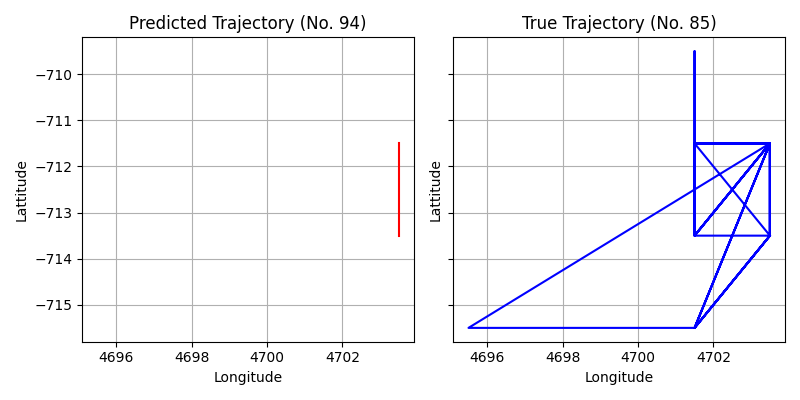 Predicted Trajectory (No. 94)
True Trajectory (No. 85)
−710
−711
−712
−713
−714
−715
Lattitude
Lattitude
4696
4698
4700
4702
4696
4698
4700
4702
Longitude
Longitude